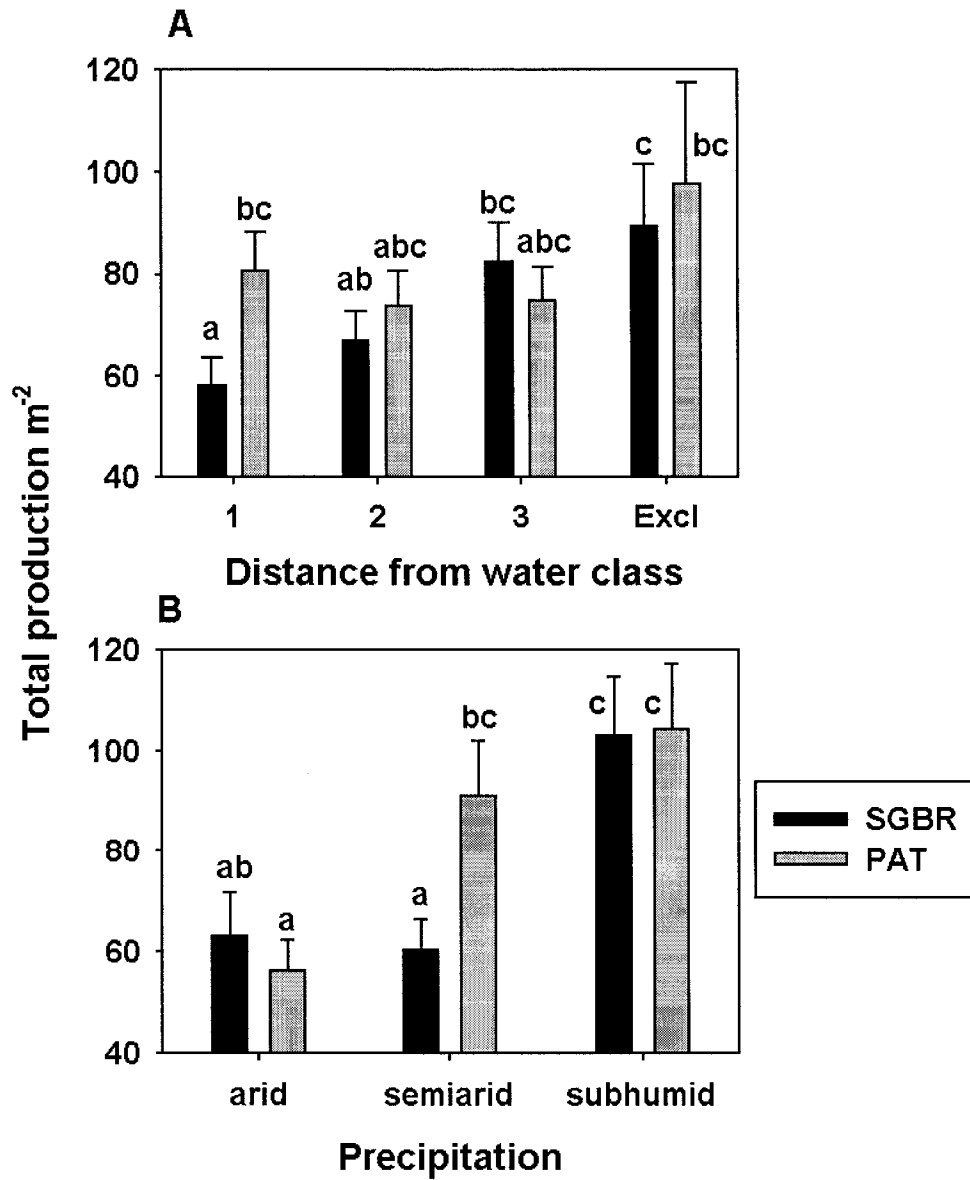 A
Total production m-2
120
100
80
60
40
a
bc
ab
abc
bc
abc
c
bc
1 2 3 Excl
Distance from water class
B
120
100
80
60
40
ab
a
a
bc
c
c
arid semiarid subhumid
Precipitation
SGBR
PAT